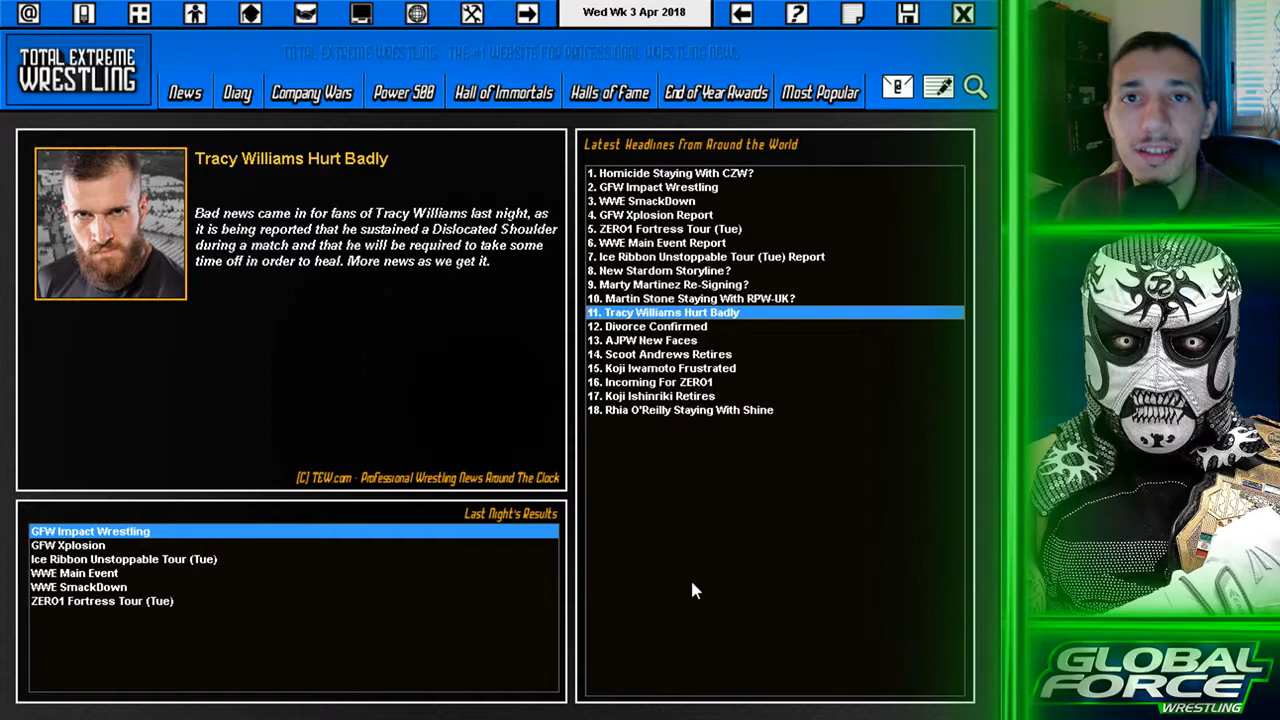 Wed Wk 3 Apr 2018
TOTAL EXTREME
WRESTLING
TOTAL EXTREME WRESTLING THE #1 WEBSITE FOR PROFESSIONAL WRESTLING NEWS
News Diary Company Wars Power 500 Hall of Immortals Halls of Fame End of Year Awards Most Popular
Tracy Williams Hurt Badly
Bad news came in for fans of Tracy Williams last night, as
it is being reported that he sustained a Dislocated Shoulder
during a match and that he will be required to take some
time off in order to heal. More news as we get it.
(C) TEW.com - Professional Wrestling News Around The Clock
Last Night's Results
GFW Impact Wrestling
GFW Xplosion
Ice Ribbon Unstoppable Tour (Tue)
WWE Main Event
WWE SmackDown
ZERO1 Fortress Tour (Tue)
Latest Headlines From Around the World
1. Homicide Staying With CZW?
2. GFW Impact Wrestling
3. WWE SmackDown
4. GFW Xplosion Report
5. ZERO1 Fortress Tour (Tue)
6. WWE Main Event Report
7. Ice Ribbon Unstoppable Tour (Tue) Report
8. New Stardom Storyline?
9. Marty Martinez Re-Signing?
10. Martin Stone Staying With RPW-UK?
11. Tracy Williams Hurt Badly
12. Divorce Confirmed
13. AJPW New Faces
14. Scoot Andrews Retires
15. Koji Iwamoto Frustrated
16. Incoming For ZERO1
17. Koji Ishinriki Retires
18. Rhia O'Reilly Staying With Shine
GLOBAL
FORCE
WRESTLING